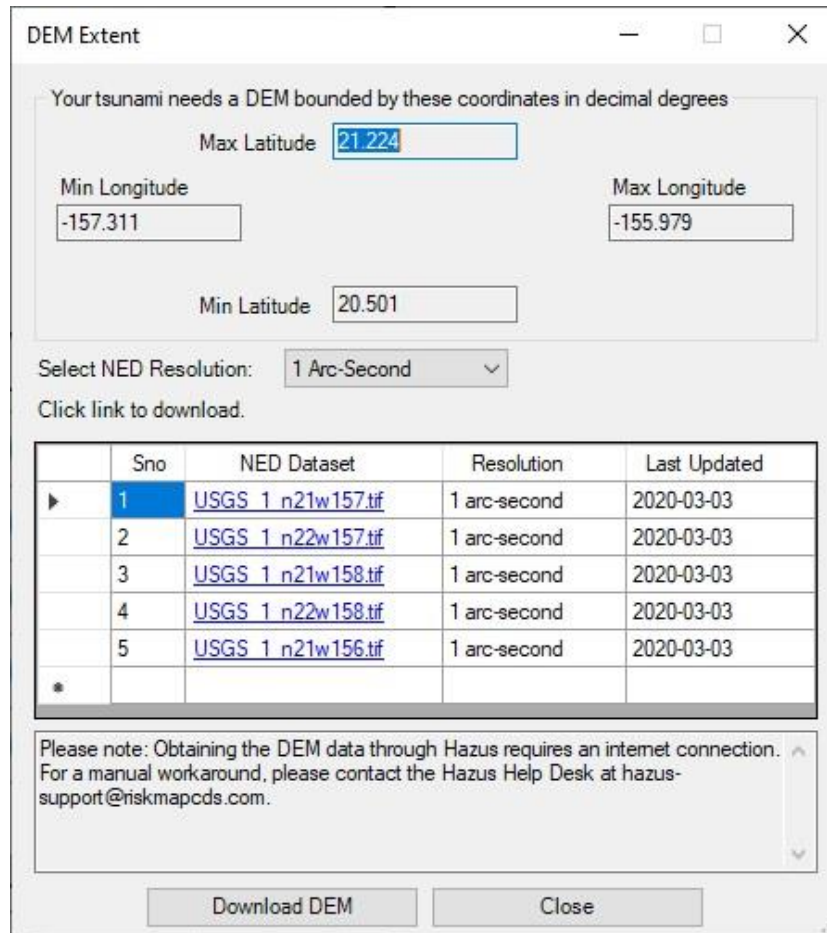 DEM Extent
Your tsunami needs a DEM bounded by these coordinates in decimal degrees
Max Latitude 21.224
Min Longitude Max Longitude
-157.311 -155.979
Min Latitude 20.501
Select NED Resolution: 1 Arc-Second
Click link to download.
Sno NED Dataset Resolution Last Updated
1 USGS_1_n21w157.tif 1 arc-second 2020-03-03
2 USGS_1_n22w157.tif 1 arc-second 2020-03-03
3 USGS_1_n21w158.tif 1 arc-second 2020-03-03
4 USGS_1_n22w158.tif 1 arc-second 2020-03-03
5 USGS_1_n21w156.tif 1 arc-second 2020-03-03
Please note: Obtaining the DEM data through Hazus requires an internet connection.
For a manual workaround, please contact the Hazus Help Desk at hazus-
support@riskmapcds.com.
Download DEM Close